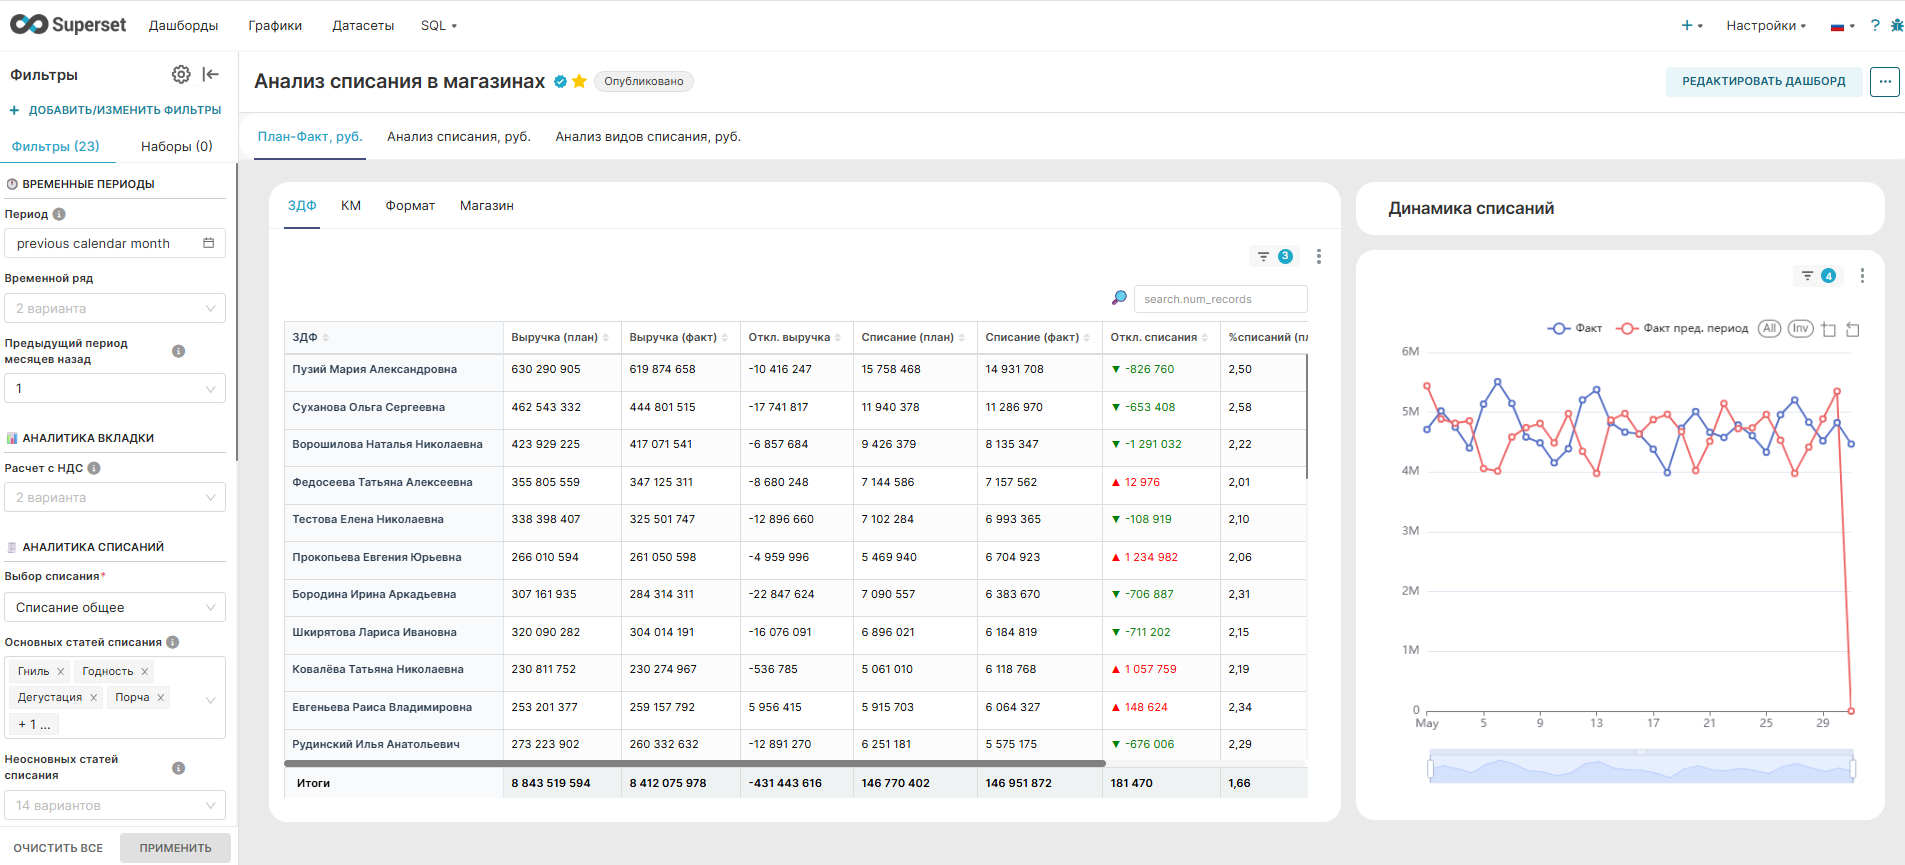 Superset Дашборды Графики Датасеты SQL Настройки ?
Фильтры
+ ДОБАВИТЬ/ИЗМЕНИТЬ ФИЛЬТРЫ
Фильтры (23) Наборы (0)
ВРЕМЕННЫЕ ПЕРИОДЫ
Период
previous calendar month
Временной ряд
2 варианта
Предыдущий период
месяцев назад
1
АНАЛИТИКА ВКЛАДКИ
Расчет с НДС
2 варианта
АНАЛИТИКА СПИСАНИЙ
Выбор списания*
Списание общее
Основных статей списания
Гниль × Годность ×
Дегустация × Порча ×
+ 1 ...
Неосновных статей
списания
14 вариантов
ОЧИСТИТЬ ВСЕ ПРИМЕНИТЬ
Анализ списания в магазинах Опубликовано
РЕДАКТИРОВАТЬ ДАШБОРД ...
План-Факт, руб. Анализ списания, руб. Анализ видов списания, руб.
ЗДФ КМ Формат Магазин
3
search.num_records
ЗДФ Выручка (план) Выручка (факт) Откл. выручка Списание (план) Списание (факт) Откл. списания %списаний (пл
Пузий Мария Александровна 630 290 905 619 874 658 -10 416 247 15 758 468 14 931 708 ▼ -826 760 2,50
Суханова Ольга Сергеевна 462 543 332 444 801 515 -17 741 817 11 940 378 11 286 970 ▼ -653 408 2,58
Ворошилова Наталья Николаевна 423 929 225 417 071 541 -6 857 684 9 426 379 8 135 347 ▼ -1 291 032 2,22
Федосеева Татьяна Алексеевна 355 805 559 347 125 311 -8 680 248 7 144 586 7 157 562 ▲ 12 976 2,01
Тестова Елена Николаевна 338 398 407 325 501 747 -12 896 660 7 102 284 6 993 365 ▼ -108 919 2,10
Прокопьева Евгения Юрьевна 266 010 594 261 050 598 -4 959 996 5 469 940 6 704 923 ▲ 1 234 982 2,06
Бородина Ирина Аркадьевна 307 161 935 284 314 311 -22 847 624 7 090 557 6 383 670 ▼ -706 887 2,31
Шкирятова Лариса Ивановна 320 090 282 304 014 191 -16 076 091 6 896 021 6 184 819 ▼ -711 202 2,15
Ковалёва Татьяна Николаевна 230 811 752 230 274 967 -536 785 5 061 010 6 118 768 ▲ 1 057 759 2,19
Евгеньева Раиса Владимировна 253 201 377 259 157 792 5 956 415 5 915 703 6 064 327 ▲ 148 624 2,34
Рудинский Илья Анатольевич 273 223 902 260 332 632 -12 891 270 6 251 181 5 575 175 ▼ -676 006 2,29
Итоги 8 843 519 594 8 412 075 978 -431 443 616 146 770 402 146 951 872 181 470 1,66
Динамика списаний
4
Факт Факт пред. период All Inv
6M
5M
4M
3M
2M
1M
0
May 5 9 13 17 21 25 29